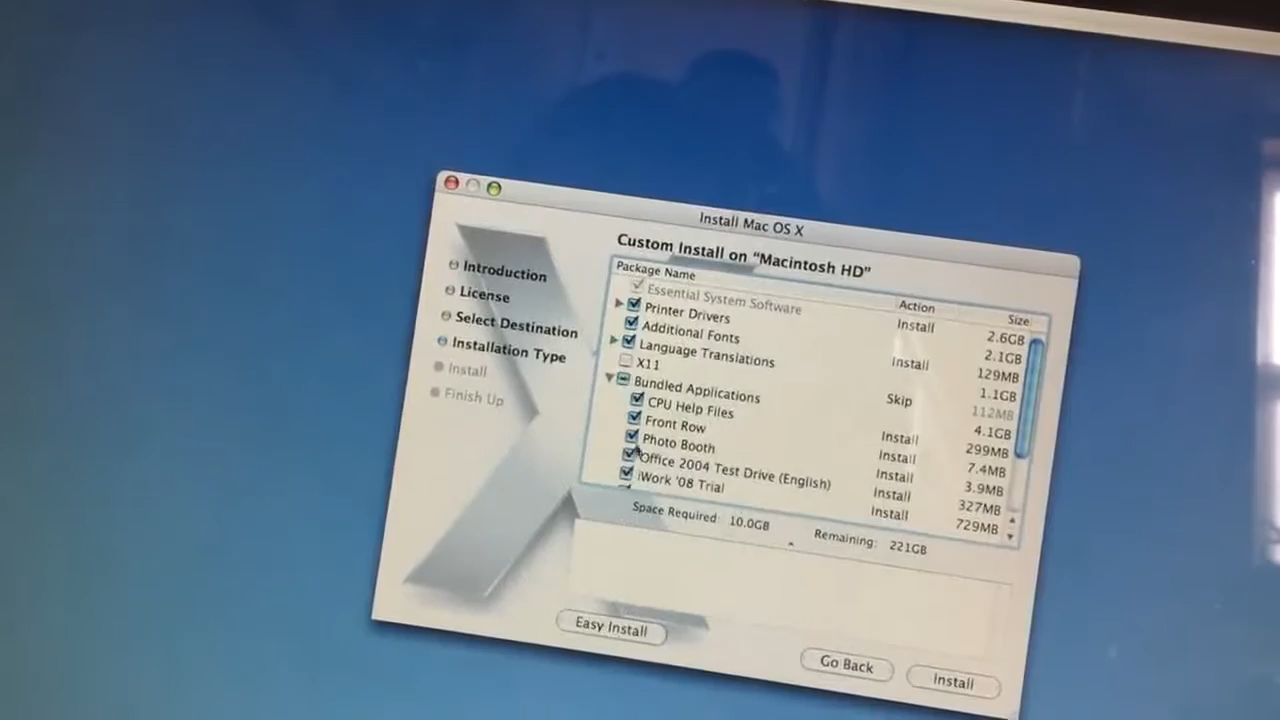 Install Mac OS X
Custom Install on "Macintosh HD"
Introduction
License
Select Destination
Installation Type
Install
Finish Up
Package Name Action Size
Essential System Software Install 2.6GB
Printer Drivers 2.1GB
Additional Fonts Install 129MB
Language Translations 1.1GB
X11 Skip 112MB
Bundled Applications 4.1GB
CPU Help Files Install 299MB
Front Row Install 7.4MB
Photo Booth Install 3.9MB
Office 2004 Test Drive (English) Install 327MB
iWork '08 Trial Install 729MB
Space Required: 10.0GB Remaining: 221GB
Easy Install
Go Back
Install